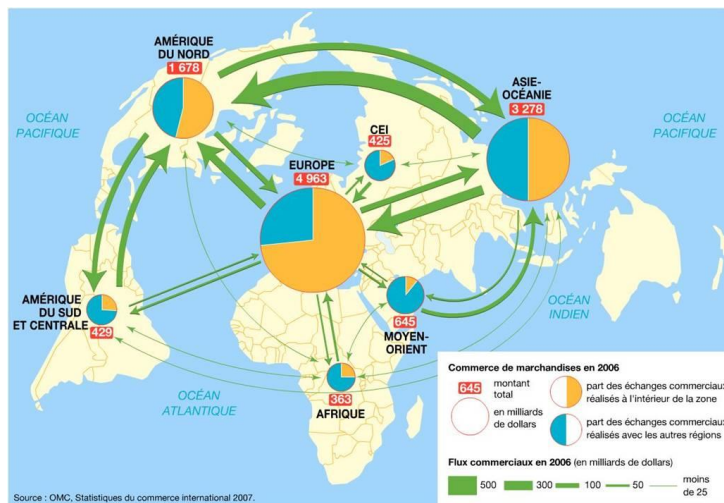 AMÉRIQUE
DU NORD
1 678
OCÉAN
PACIFIQUE
ASIE-
OCÉANIE
3 278
OCÉAN
PACIFIQUE
CEI
425
EUROPE
4 963
AMÉRIQUE
DU SUD
ET CENTRALE
429
645
MOYEN-
ORIENT
OCÉAN
INDIEN
363
AFRIQUE
OCÉAN
ATLANTIQUE
Commerce de marchandises en 2006
645 montant
total
en milliards
de dollars
part des échanges commerciaux
réalisés à l'intérieur de la zone
part des échanges commerciaux
réalisés avec les autres régions
Flux commerciaux en 2006 (en milliards de dollars)
500 300 100 50 moins
de 25
Source : OMC, Statistiques du commerce international 2007.